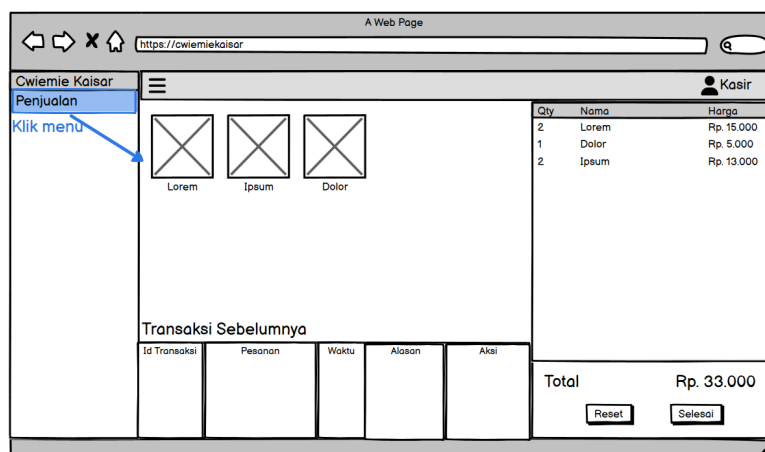 A Web Page
https://cwiemiekaisar
Cwiemie Kaisar
Kasir
Penjualan
Klik menu
Lorem
Ipsum
Dolor
Qty Nama Harga
2 Lorem Rp. 15.000
1 Dolor Rp. 5.000
2 Ipsum Rp. 13.000
Transaksi Sebelumnya
Id Transaksi Pesanan Waktu Alasan Aksi
Total Rp. 33.000
Reset Selesai